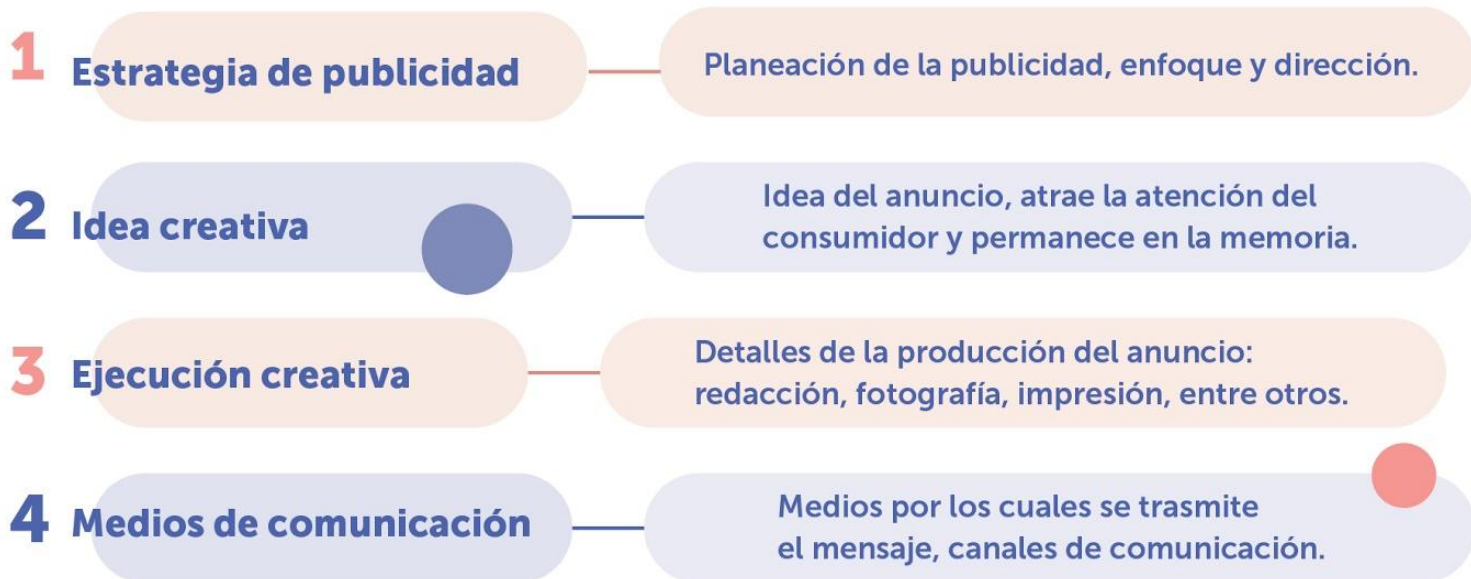 1 Estrategia de publicidad
Planeación de la publicidad, enfoque y dirección.
2 Idea creativa
Idea del anuncio, atrae la atención del
consumidor y permanece en la memoria.
3 Ejecución creativa
Detalles de la producción del anuncio:
redacción, fotografía, impresión, entre otros.
4 Medios de comunicación
Medios por los cuales se trasmite
el mensaje, canales de comunicación.